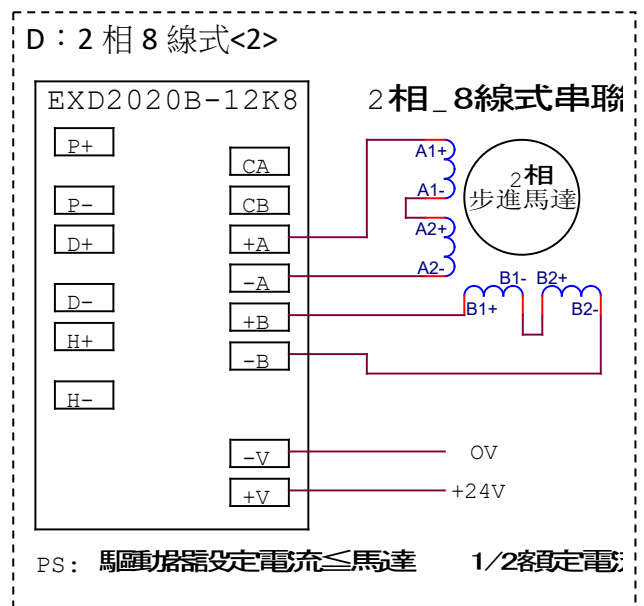 D：2 相 8 線式<2>
EXD2020B-12K8
2相_8線式串聯
P+
CA
A1+
2相
步進馬達
P-
CB
A1-
D+
+A
A2+
-A
A2-
D-
+B
B1+
B1-
B2+
B2-
H+
-B
H-
-V
0V
+V
+24V
PS: 驅動器設定電流≦馬達 1/2額定電流